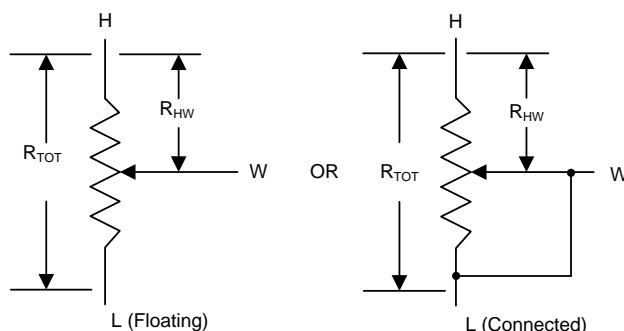 H
R_HW
R_TOT
W
L (Floating)
OR
H
R_HW
R_TOT
W
L (Connected)